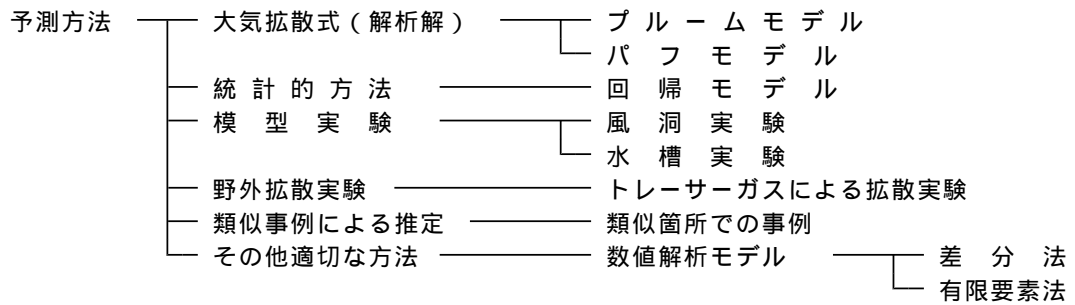 予測方法 大気拡散式(解析解) プルームモデル
パフモデル
統計的方法 回帰モデル
模型実験 風洞実験
水槽実験
野外拡散実験 トレーサーガスによる拡散実験
類似事例による推定 類似箇所での事例
その他適切な方法 数値解析モデル 差分法
有限要素法